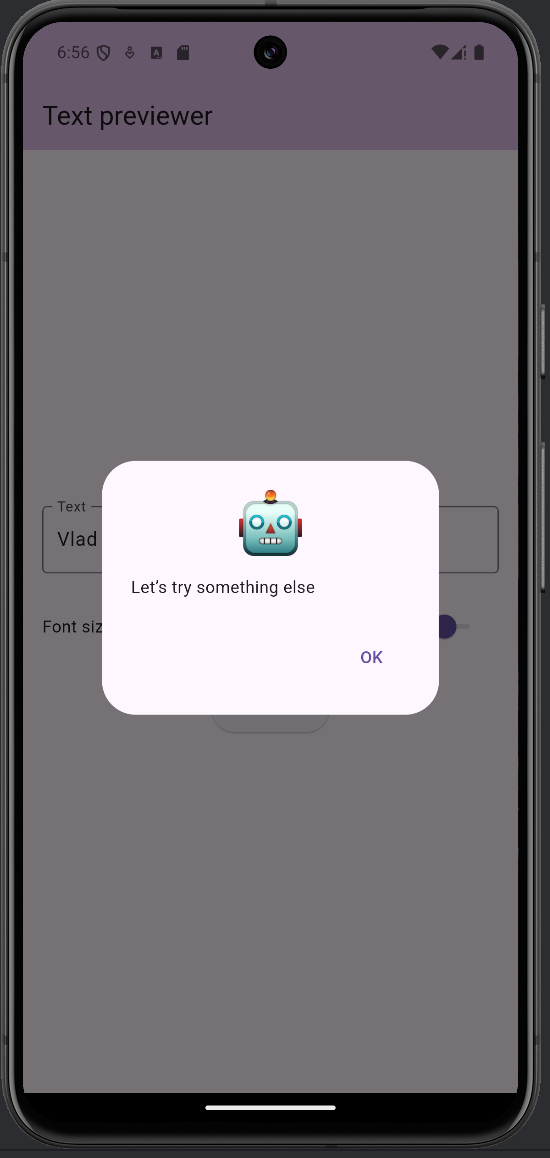 6:56
Text previewer
Text
Vlad
Let’s try something else
Font siz
OK